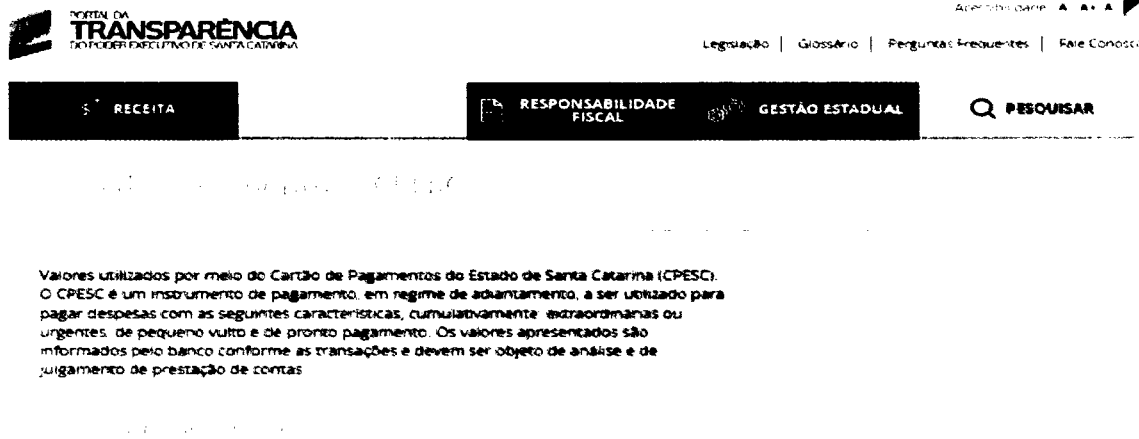 PORTAL DA
TRANSPARÊNCIA
DO PODER EXECUTIVO DE SANTA CATARINA
Acessibilidade A A+ A
Legislação | Glossário | Perguntas Frequentes | Fale Conosco
RECEITA
RESPONSABILIDADE
FISCAL
GESTÃO ESTADUAL
PESQUISAR
Valores utilizados por meio do Cartão de Pagamentos do Estado de Santa Catarina (CPESC).
O CPESC é um instrumento de pagamento, em regime de adiantamento, a ser utilizado para
pagar despesas com as seguintes características, cumulativamente: extraordinárias ou
urgentes, de pequeno vulto e de pronto pagamento. Os valores apresentados são
informados pelo banco conforme as transações e devem ser objeto de análise e de
julgamento de prestação de contas